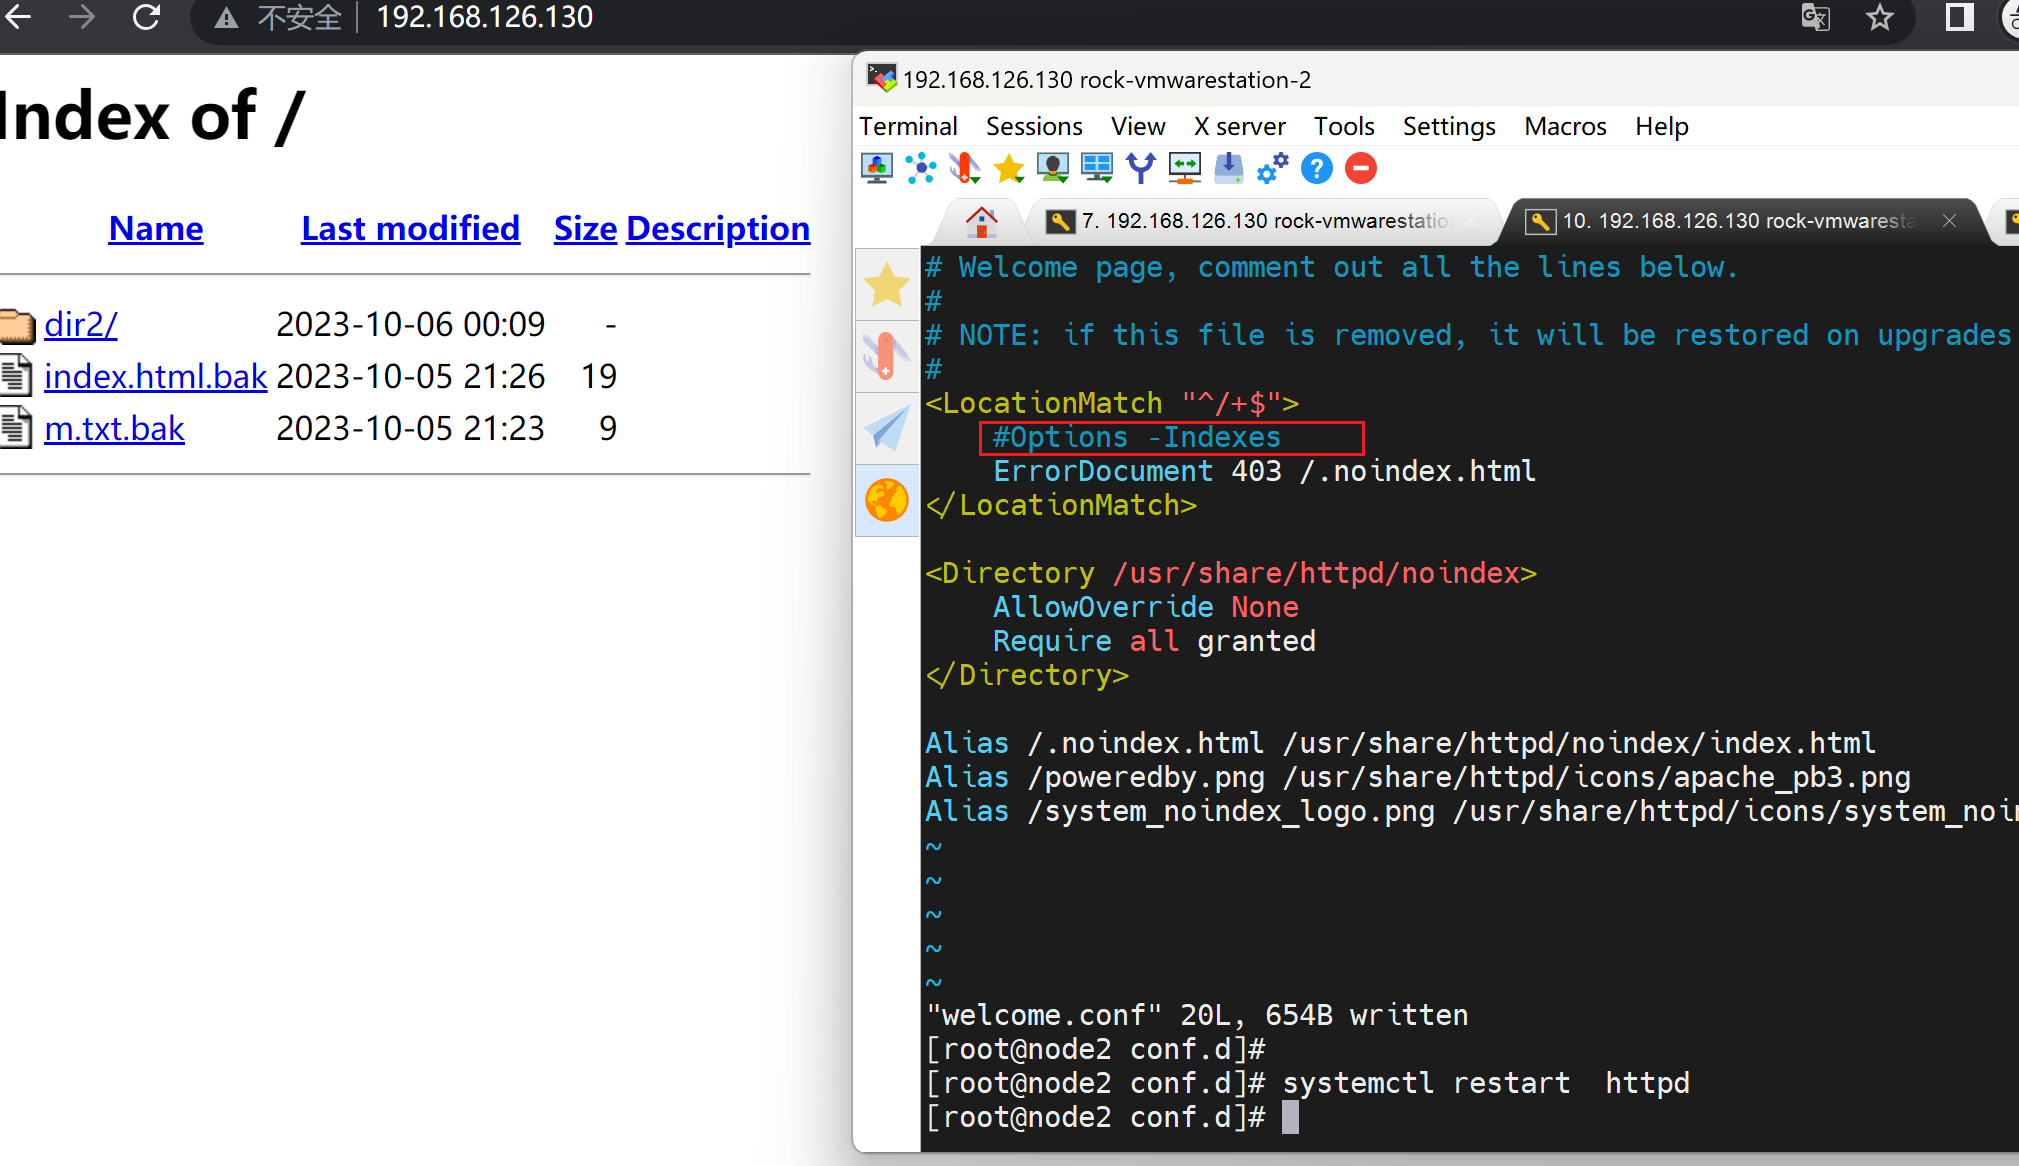 不安全 192.168.126.130
Index of /
Name Last modified Size Description
dir2/ 2023-10-06 00:09 -
index.html.bak 2023-10-05 21:26 19
m.txt.bak 2023-10-05 21:23 9
192.168.126.130 rock-vmwarestation-2
Terminal Sessions View X server Tools Settings Macros Help
7. 192.168.126.130 rock-vmwarestatio
10. 192.168.126.130 rock-vmwaresta
# Welcome page, comment out all the lines below.
#
# NOTE: if this file is removed, it will be restored on upgrades
#
<LocationMatch "^/+$">
#Options -Indexes
ErrorDocument 403 /.noindex.html
</LocationMatch>
<Directory /usr/share/httpd/noindex>
AllowOverride None
Require all granted
</Directory>
Alias /.noindex.html /usr/share/httpd/noindex/index.html
Alias /poweredby.png /usr/share/httpd/icons/apache_pb3.png
Alias /system_noindex_logo.png /usr/share/httpd/icons/system_noi
~
~
~
~
~
"welcome.conf" 20L, 654B written
[root@node2 conf.d]#
[root@node2 conf.d]# systemctl restart  httpd
[root@node2 conf.d]#